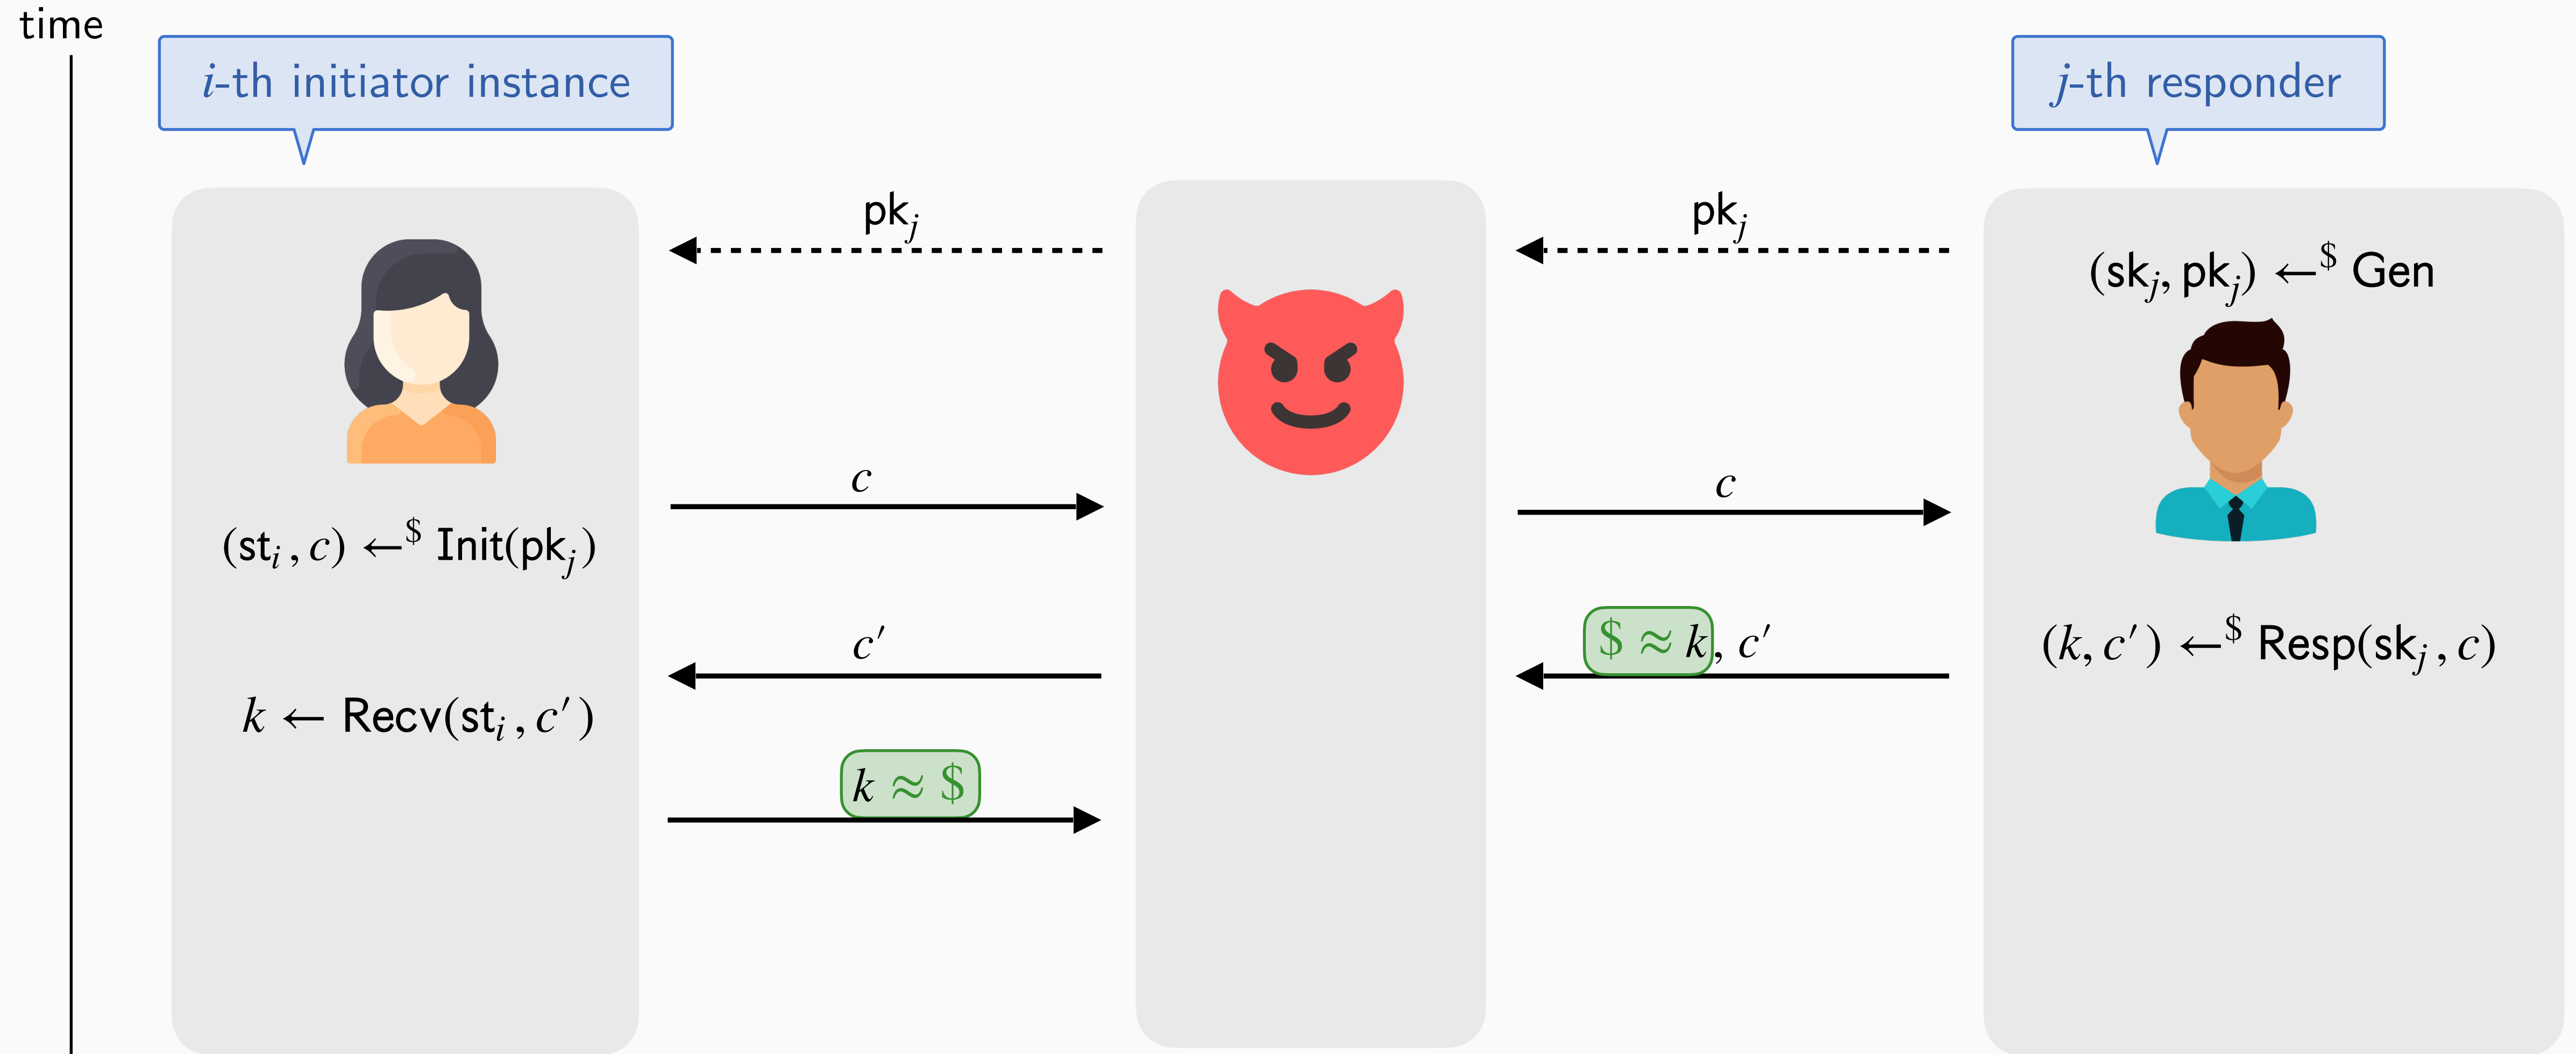 time
i-th initiator instance
j-th responder
pk_j
pk_j
(sk_j, pk_j) ←$ Gen
c
c
(st_i, c) ←$ Init(pk_j)
c′
$ ≈ k, c′
(k, c′) ←$ Resp(sk_j, c)
k ← Recv(st_i, c′)
k ≈ $